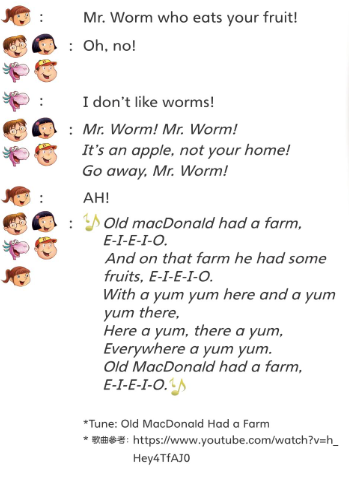 : Mr. Worm who eats your fruit!
: Oh, no!
: I don't like worms!
: Mr. Worm! Mr. Worm!
It's an apple, not your home!
Go away, Mr. Worm!
: AH!
: Old macDonald had a farm,
E-I-E-I-O.
And on that farm he had some
fruits, E-I-E-I-O.
With a yum yum here and a yum
yum there,
Here a yum, there a yum,
Everywhere a yum yum.
Old MacDonald had a farm,
E-I-E-I-O.
*Tune: Old MacDonald Had a Farm
* 歌曲參考: https://www.youtube.com/watch?v=h_
Hey4TfAJ0